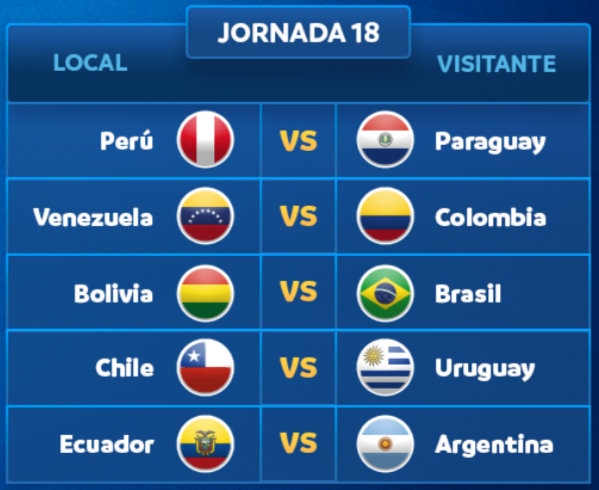 JORNADA 18
LOCAL VISITANTE
Perú VS Paraguay
Venezuela VS Colombia
Bolivia VS Brasil
Chile VS Uruguay
Ecuador VS Argentina